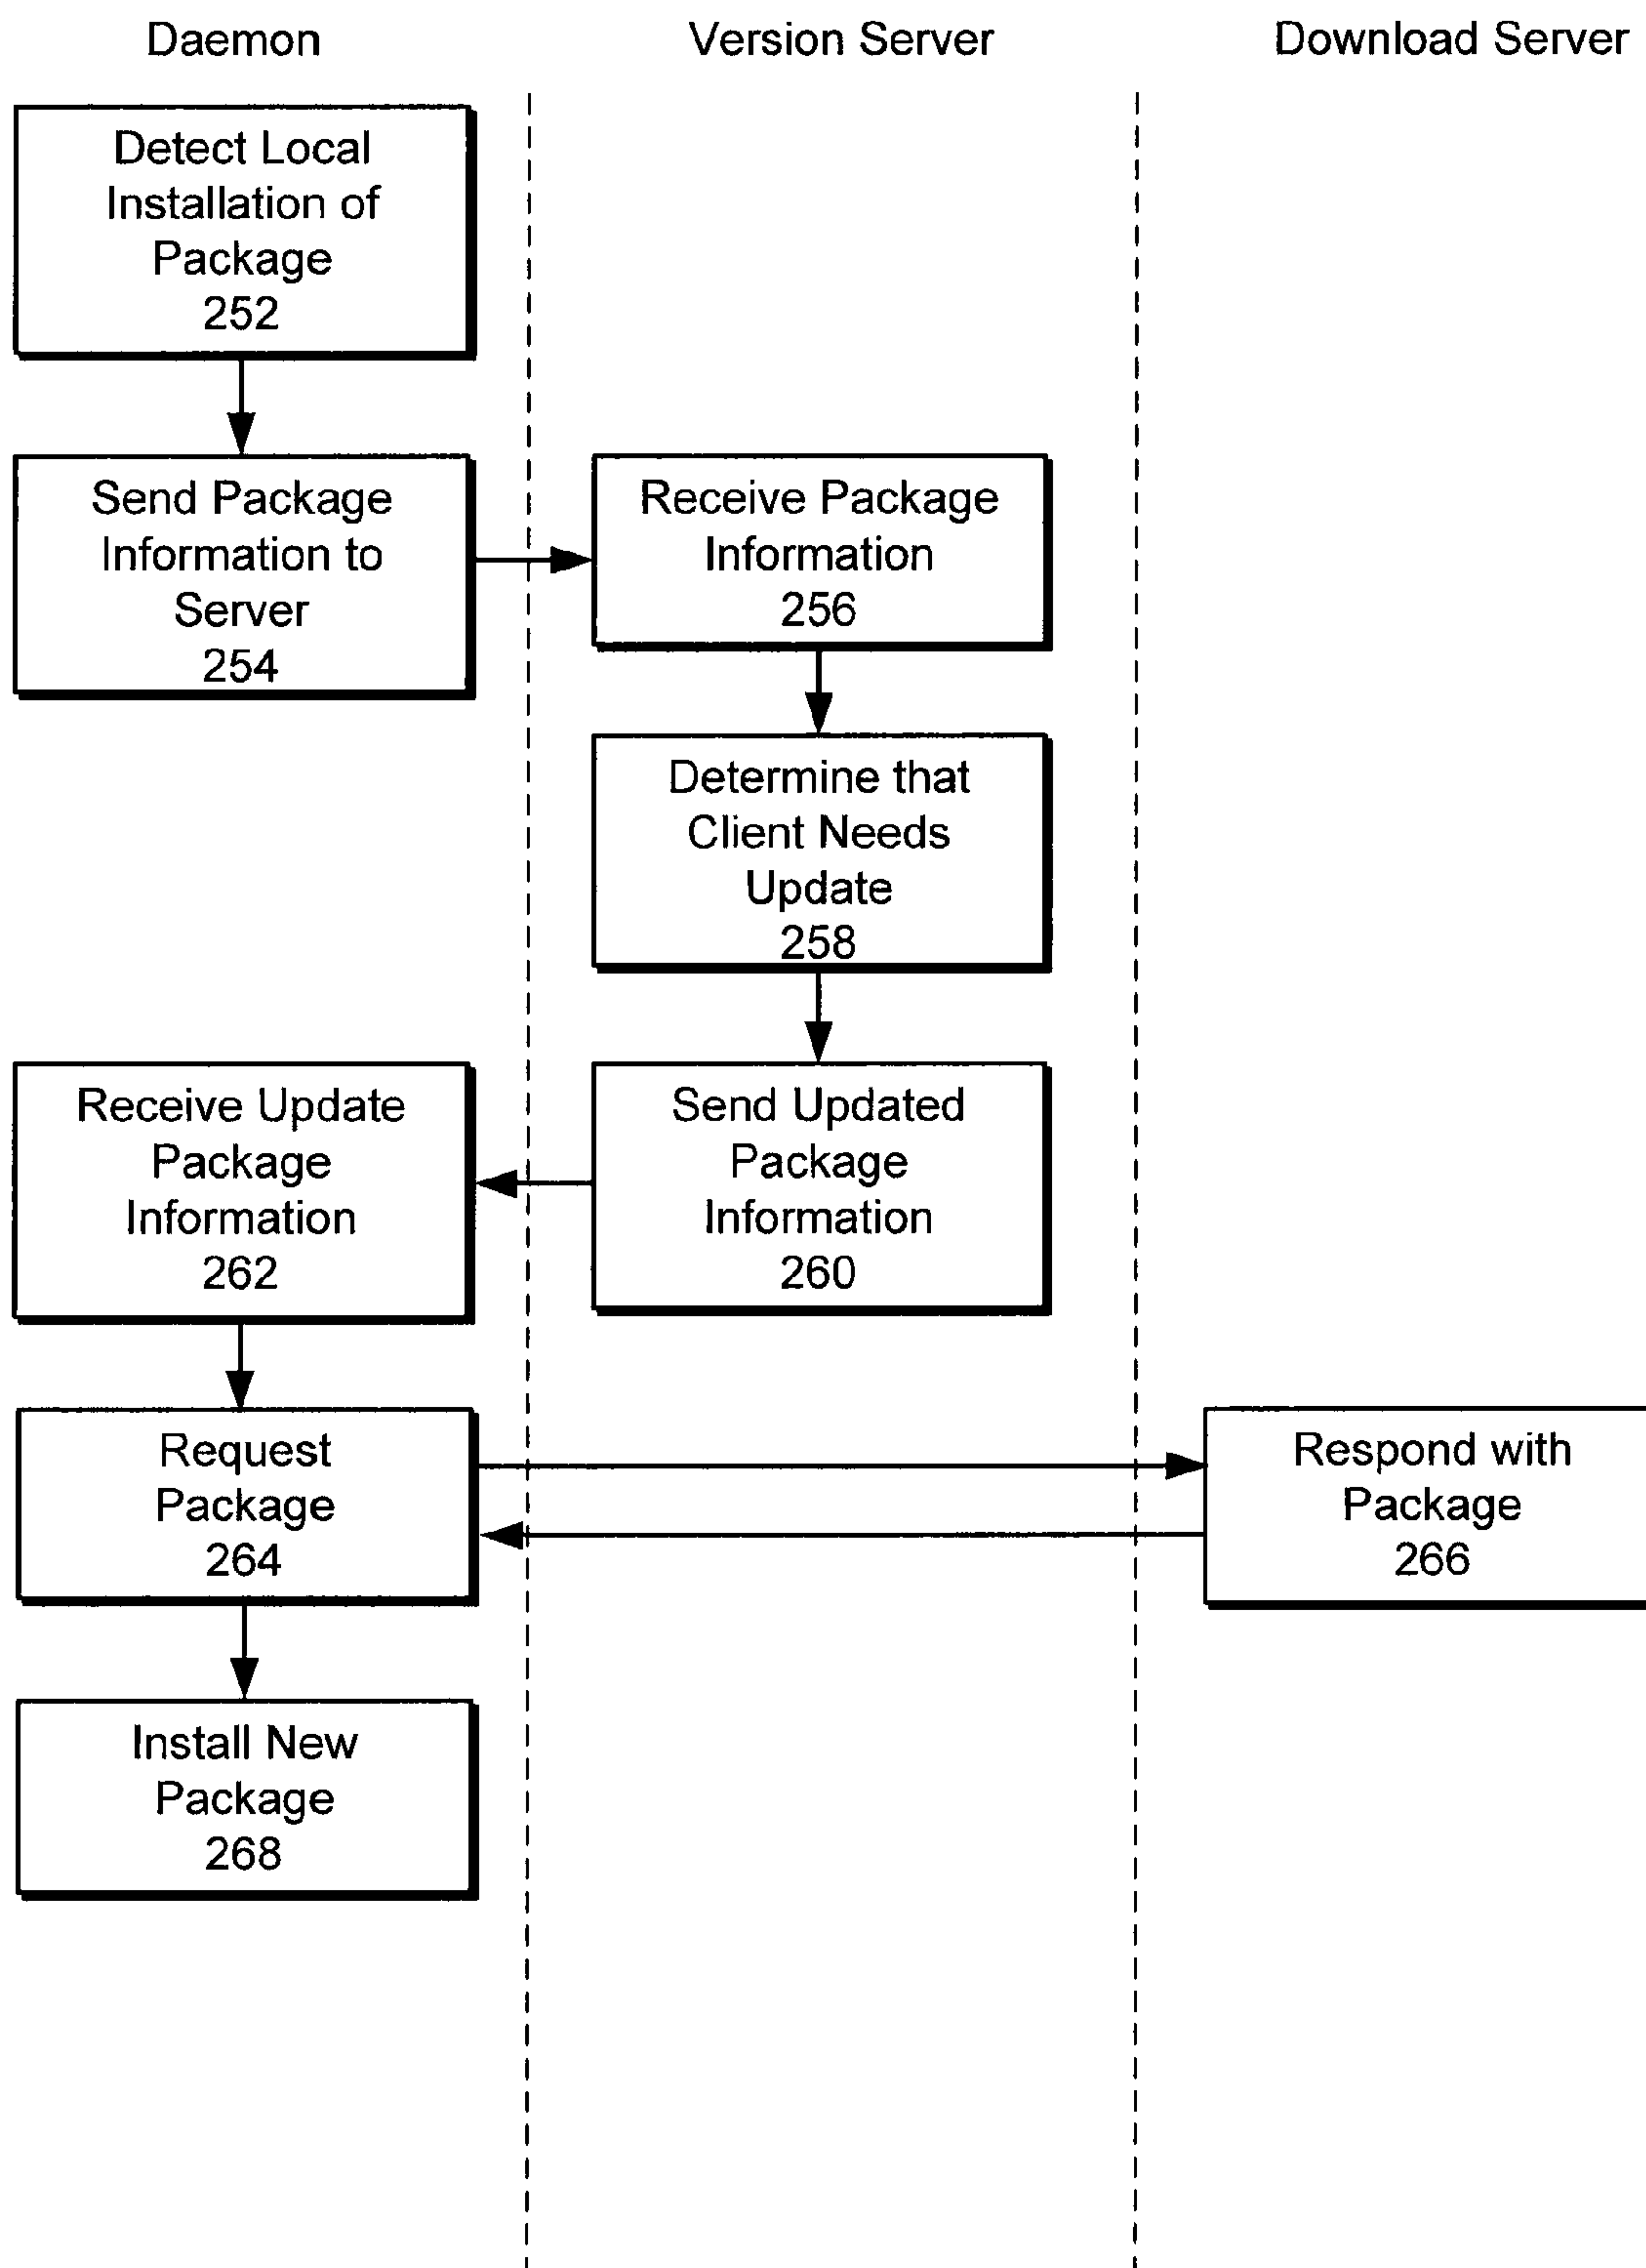 Daemon
Version Server
Download Server
Detect Local
Installation of
Package
252
Send Package
Information to
Server
254
Receive Package
Information
256
Determine that
Client Needs
Update
258
Send Updated
Package
Information
260
Receive Update
Package
Information
262
Request
Package
264
Respond with
Package
266
Install New
Package
268